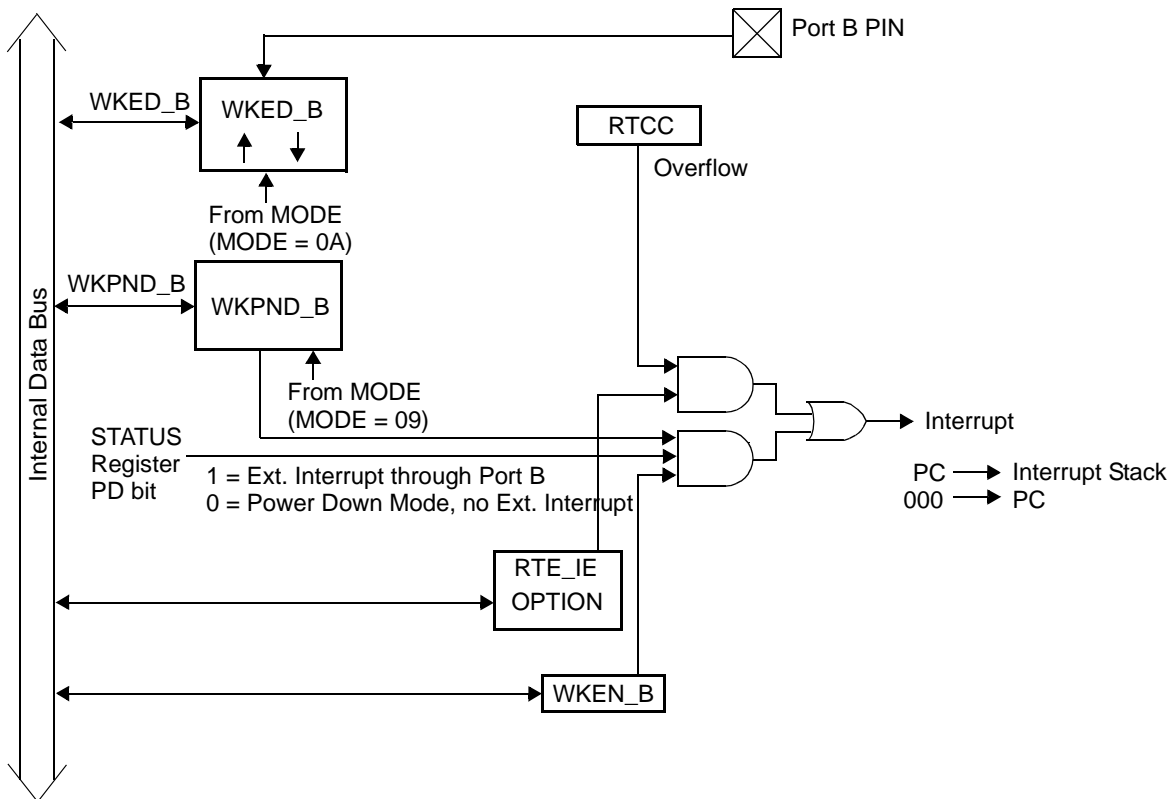 Port B PIN
WKED_B
WKED_B
RTCC
Overflow
From MODE
(MODE = 0A)
WKPND_B
WKPND_B
Internal Data Bus
From MODE
(MODE = 09)
STATUS
Register
PD bit
1 = Ext. Interrupt through Port B
0 = Power Down Mode, no Ext. Interrupt
Interrupt
PC
Interrupt Stack
000
PC
RTE_IE
OPTION
WKEN_B